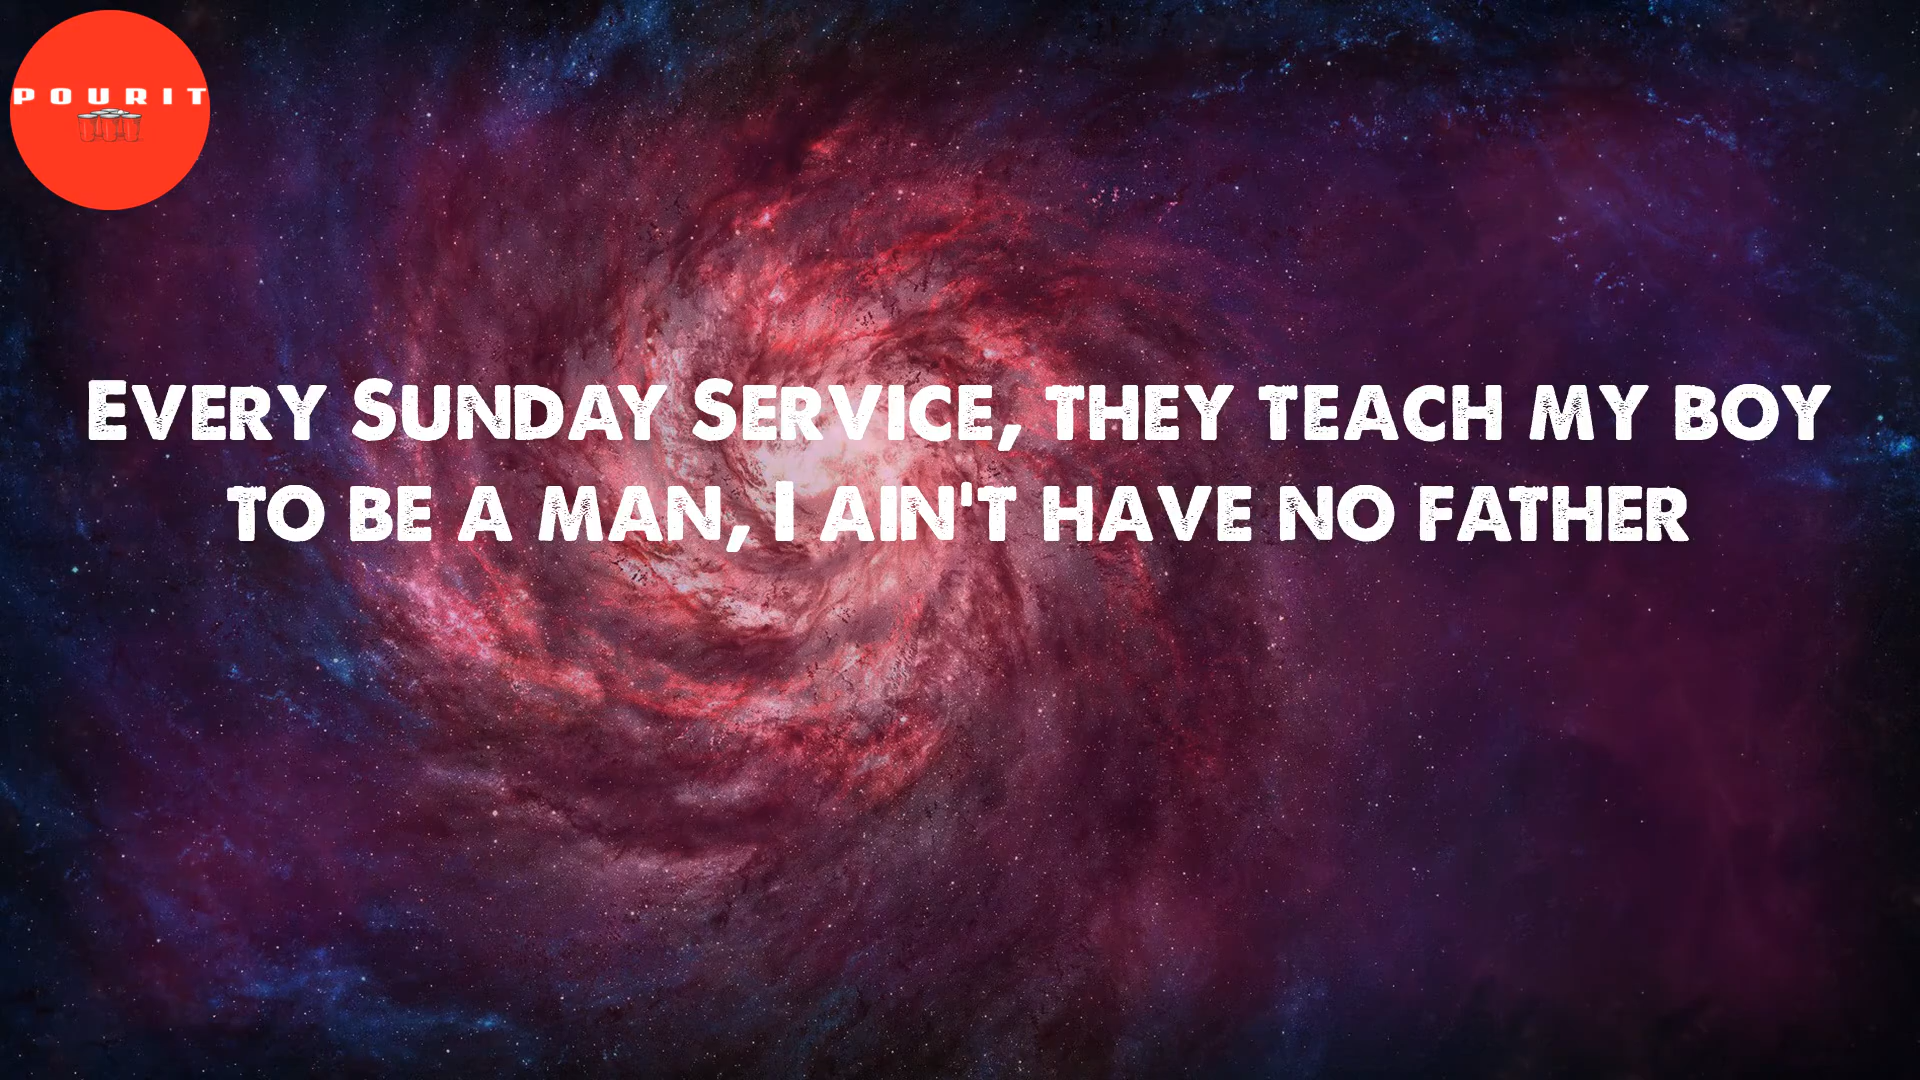 POURIT
Every Sunday Service, they teach my boy
to be a man, I ain't have no father